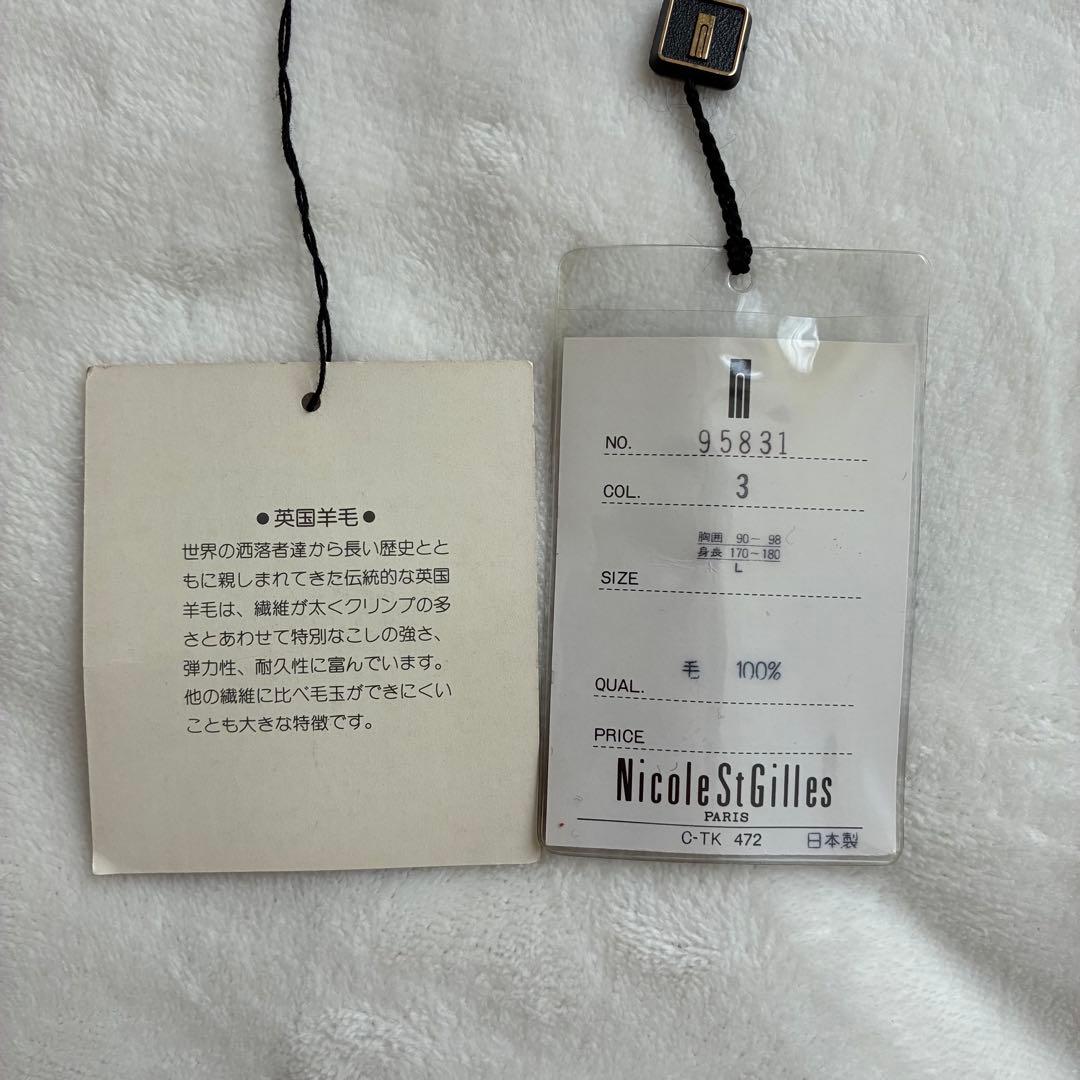 ●英国羊毛●
世界の洒落者達から長い歴史とと
もに親しまれてきた伝統的な英国
羊毛は、繊維が太くクリンプの多
さとあわせて特別なこしの強さ、
弾力性、耐久性に富んでいます。
他の繊維に比べ毛玉ができにくい
ことも大きな特徴です。
n
NO. 95831
COL. 3
胸囲 90〜 98
身長 170〜180
L
SIZE
毛 100%
QUAL.
PRICE
Nicole StGilles
PARIS
C-TK 472 日本製